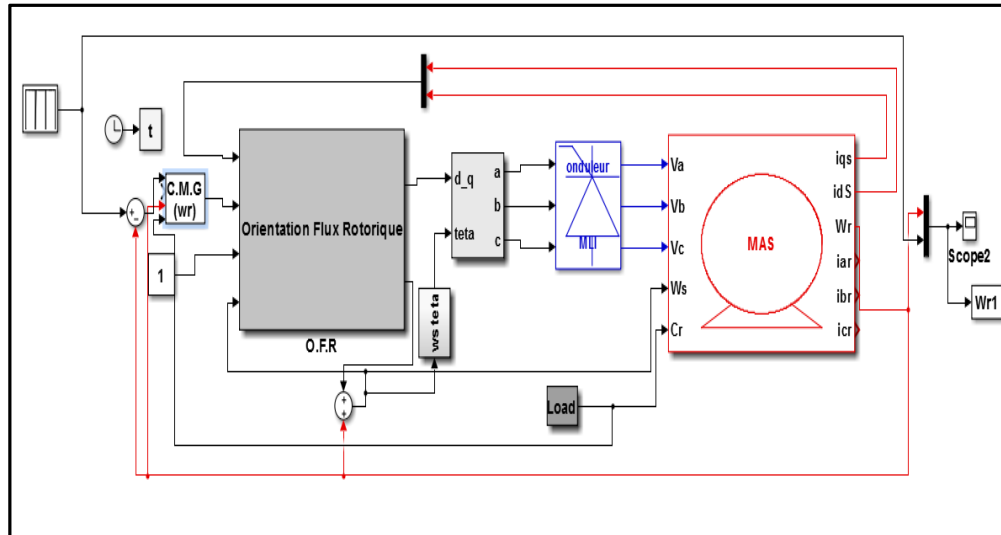 t
C.M.G
(wr)
1
Orientation Flux Rotorique
O.F.R
d_q
teta
a
b
c
ws teta
onduleur
MLI
Load
Va
Vb
Vc
Ws
Cr
MAS
iqs
idS
Wr
iar
ibr
icr
Scope2
Wr1